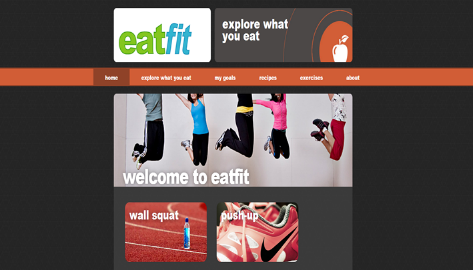 eatfit
explore what
you eat
home explore what you eat my goals recipes exercises about
welcome to eatfit
wall squat
push-up